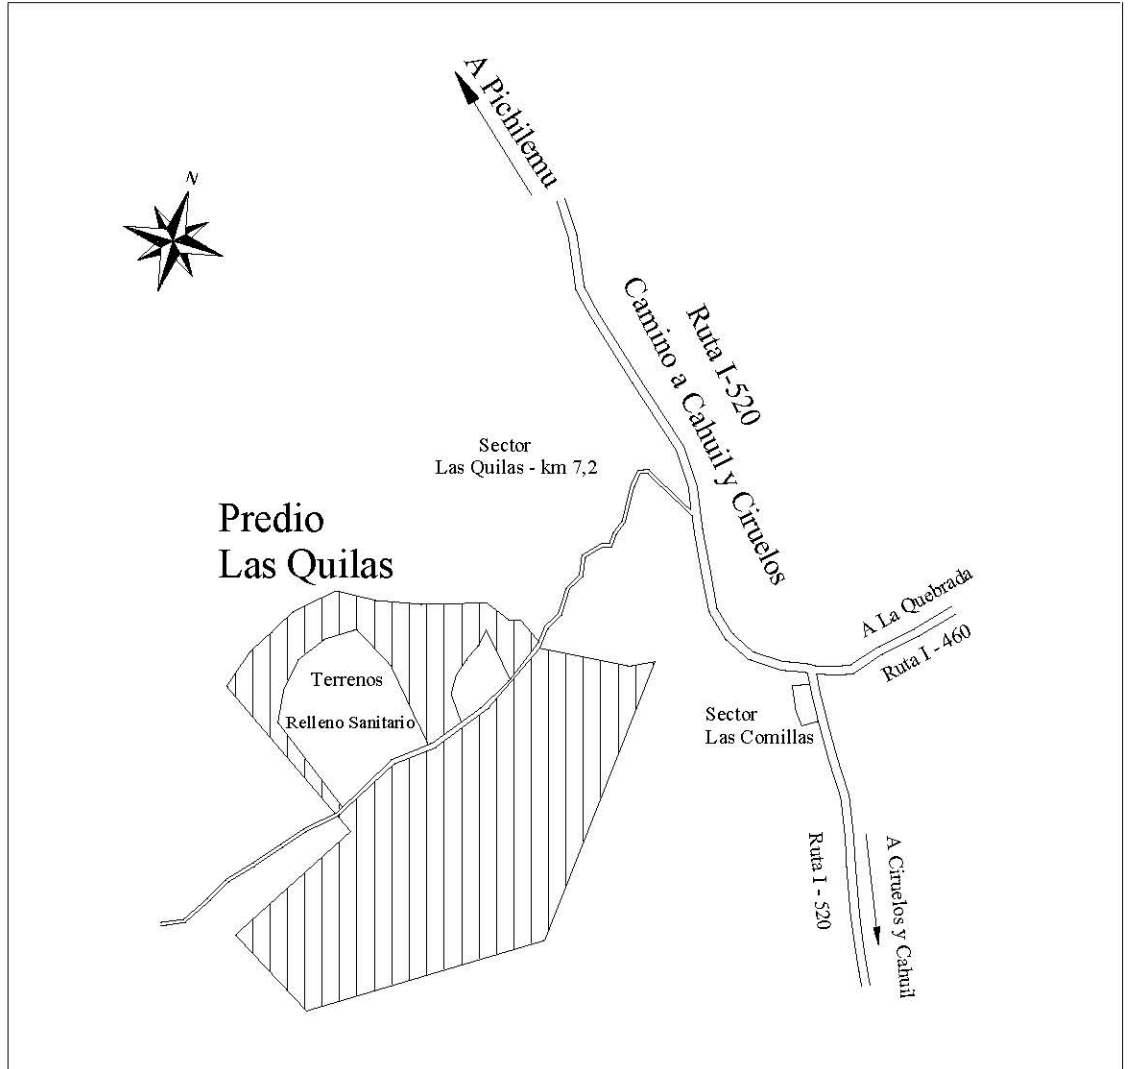 A Pichilemu
N
Ruta I-520
Camino a Cahuil y Ciruelos
Sector
Las Quilas - km 7,2
Predio
Las Quilas
A La Quebrada
Ruta I - 460
Terrenos
Relleno Sanitario
Sector
Las Comillas
Ruta I - 520
A Ciruelos y Cahuil